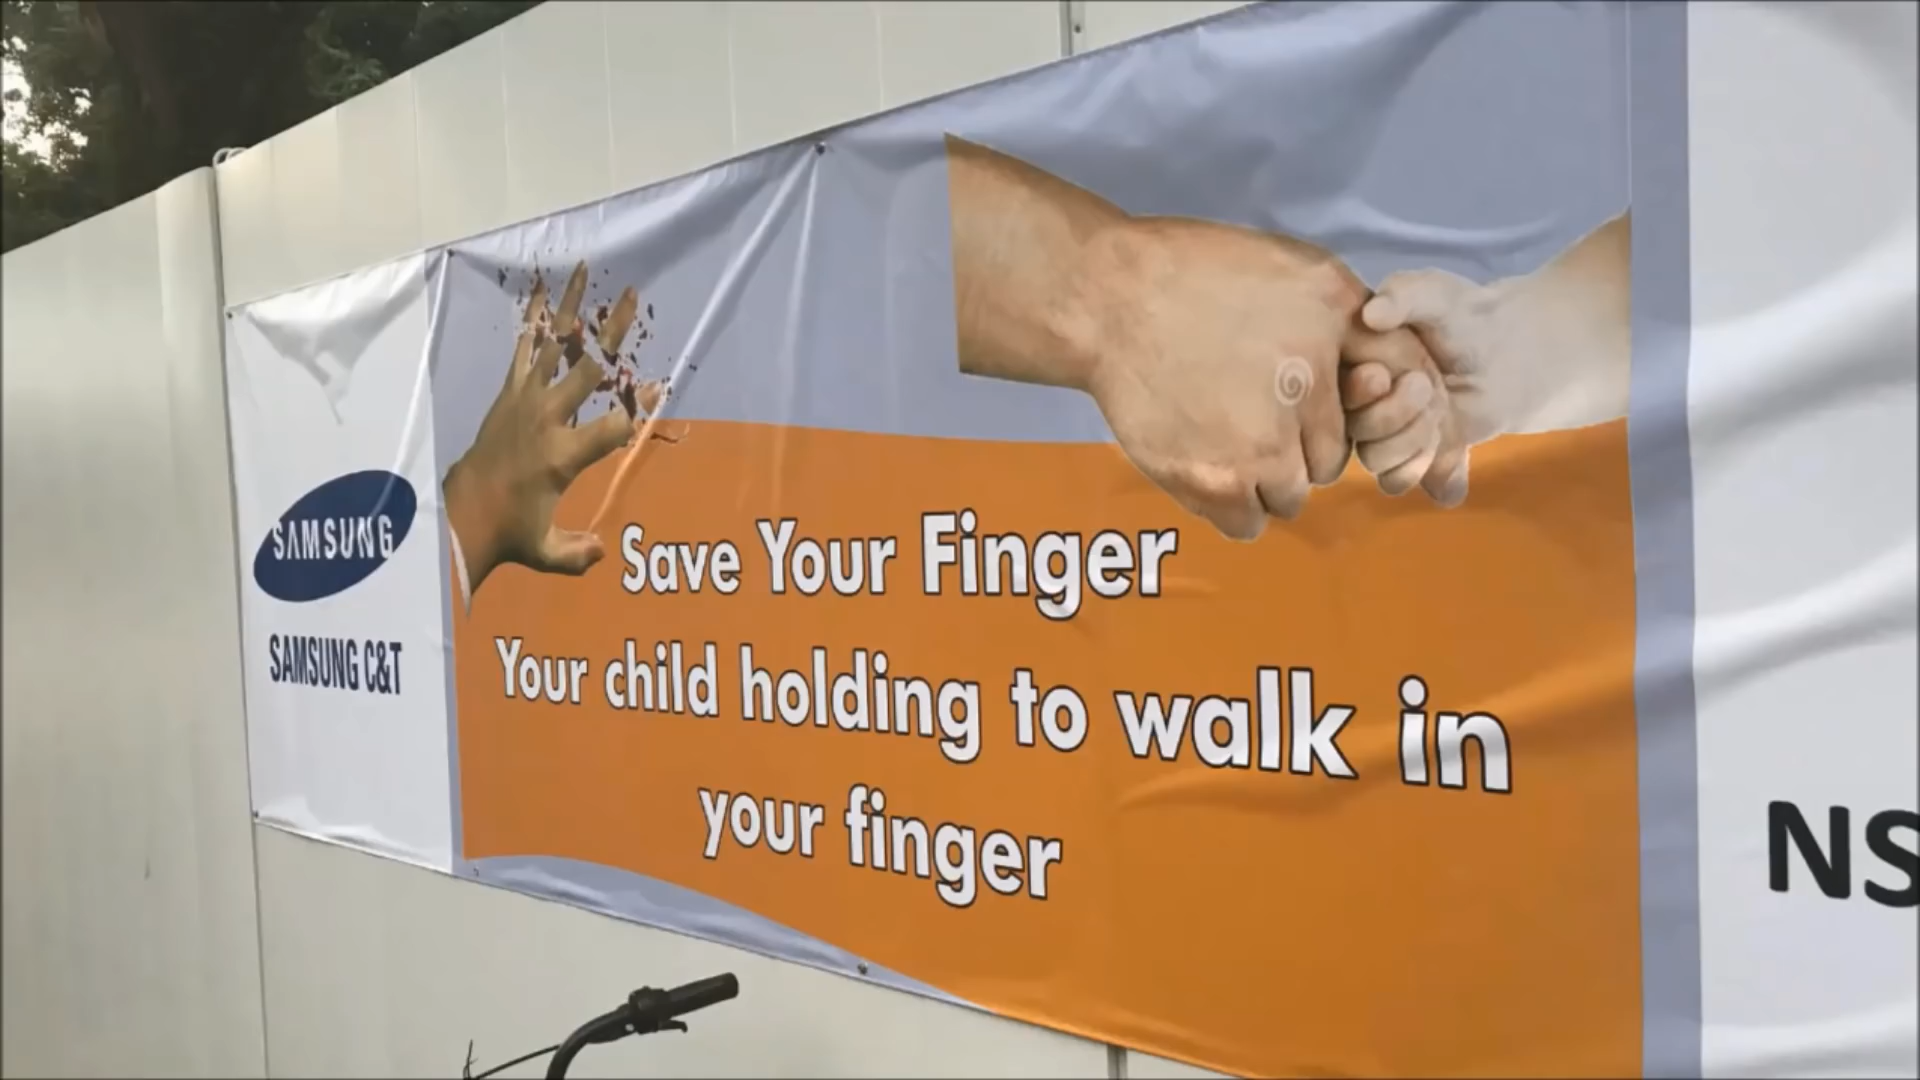 SAMSUNG
SAMSUNG C&T
Save Your Finger
Your child holding to walk in
your finger
NS